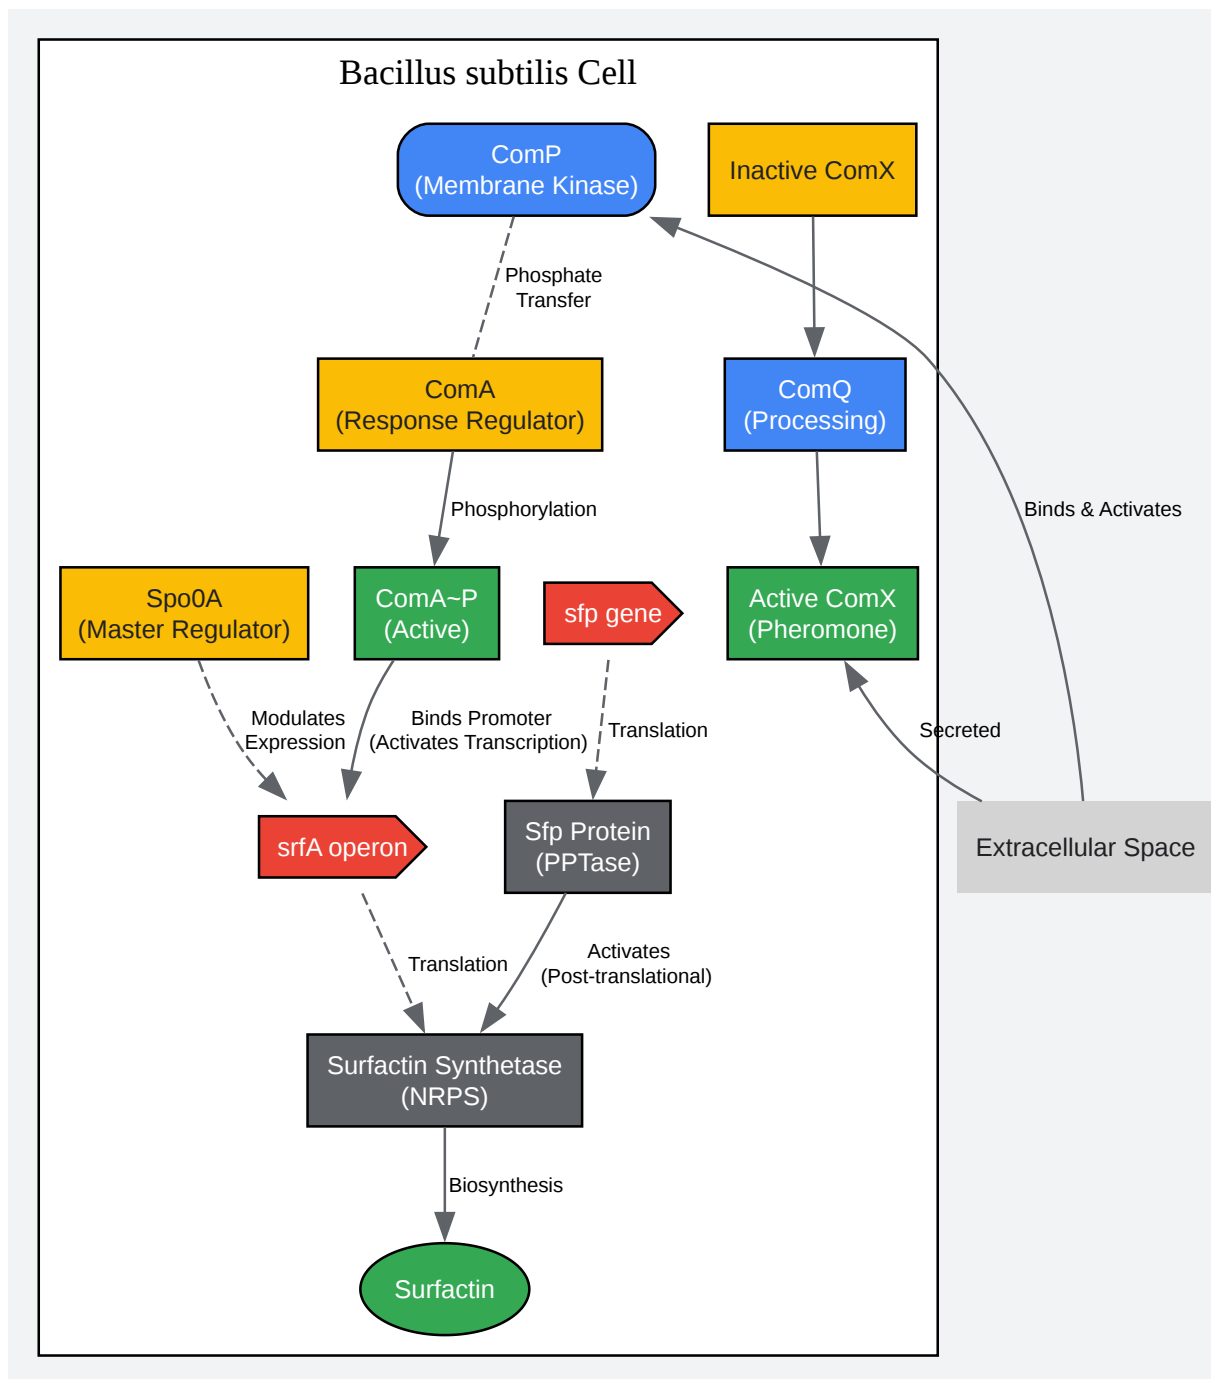 Bacillus subtilis Cell
ComP
(Membrane Kinase)
Inactive ComX
Phosphate
Transfer
ComA
(Response Regulator)
ComQ
(Processing)
Phosphorylation
Binds & Activates
Spo0A
(Master Regulator)
ComA~P
(Active)
sfp gene
Active ComX
(Pheromone)
Modulates
Expression
Binds Promoter
(Activates Transcription)
Translation
Secreted
srfA operon
Sfp Protein
(PPTase)
Extracellular Space
Translation
Activates
(Post-translational)
Surfactin Synthetase
(NRPS)
Biosynthesis
Surfactin